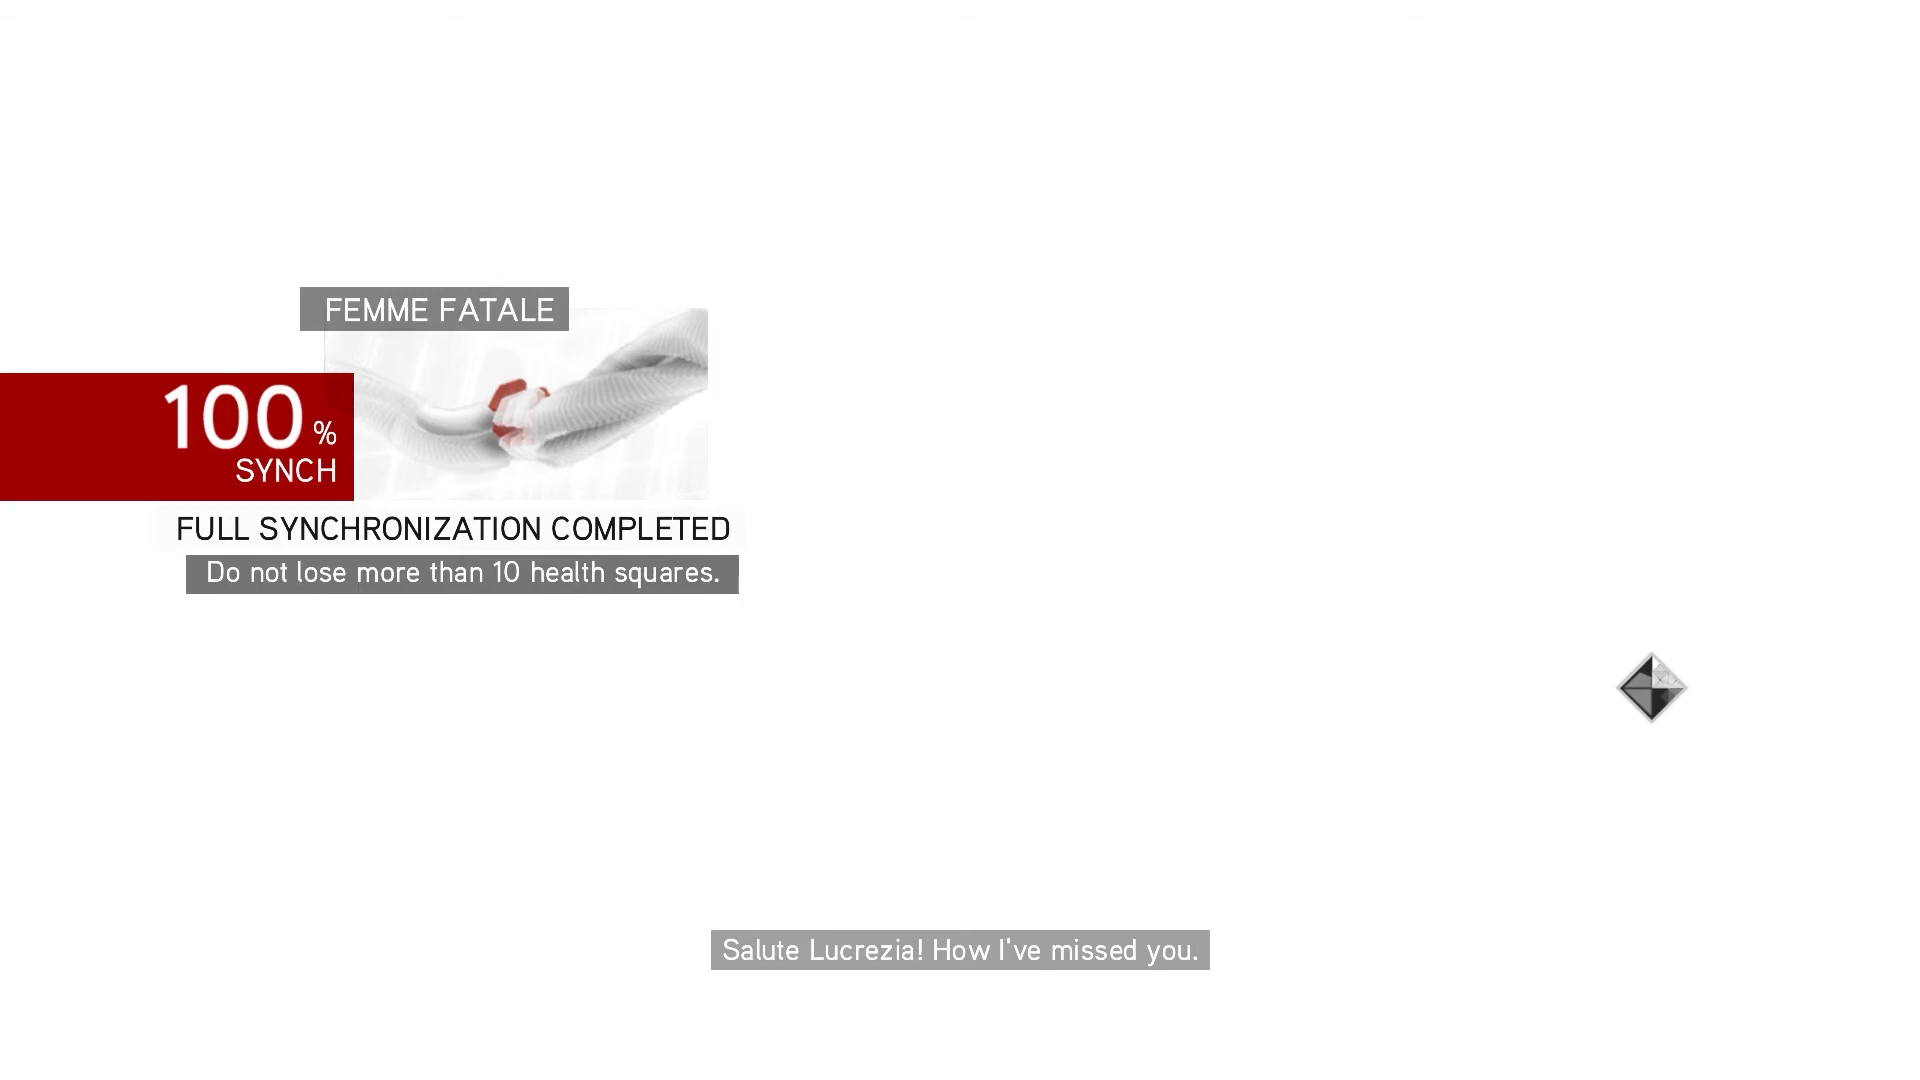 FEMME FATALE
100 %
SYNCH
FULL SYNCHRONIZATION COMPLETED
Do not lose more than 10 health squares.
Salute Lucrezia! How I've missed you.